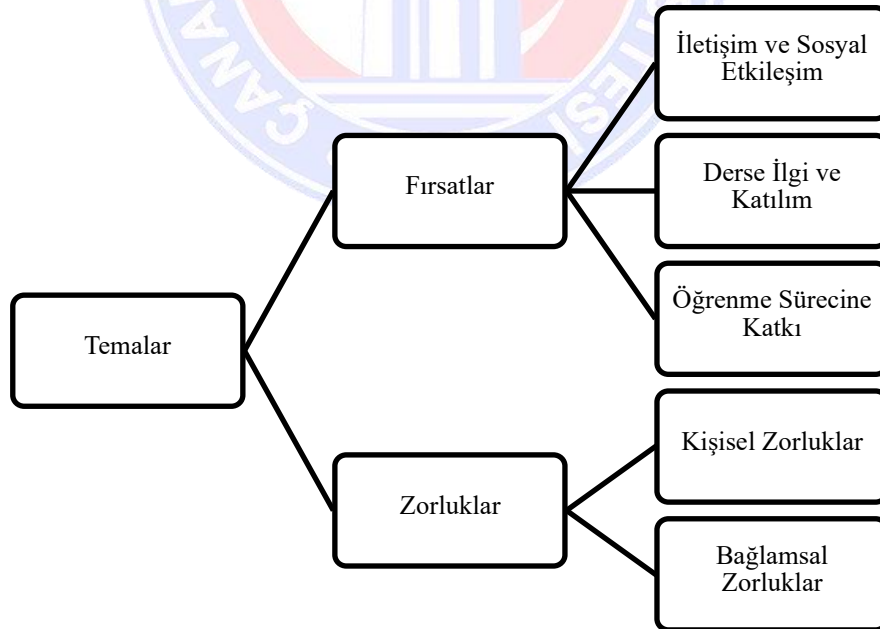 İletişim ve Sosyal
Etkileşim
Fırsatlar
Derse İlgi ve
Katılım
Öğrenme Sürecine
Katkı
Temalar
Kişisel Zorluklar
Zorluklar
Bağlamsal
Zorluklar